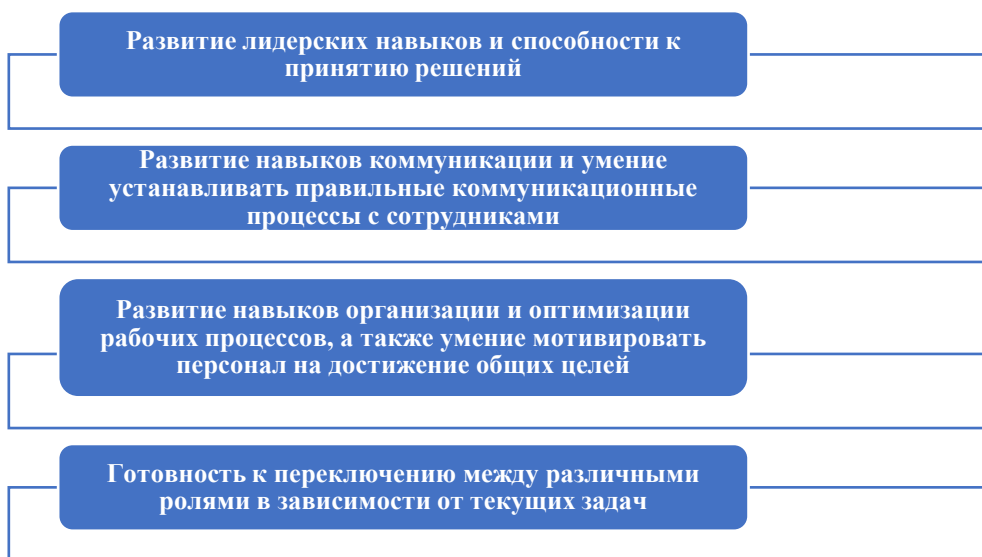 Развитие лидерских навыков и способности к
принятию решений
Развитие навыков коммуникации и умение
устанавливать правильные коммуникационные
процессы с сотрудниками
Развитие навыков организации и оптимизации
рабочих процессов, а также умение мотивировать
персонал на достижение общих целей
Готовность к переключению между различными
ролями в зависимости от текущих задач